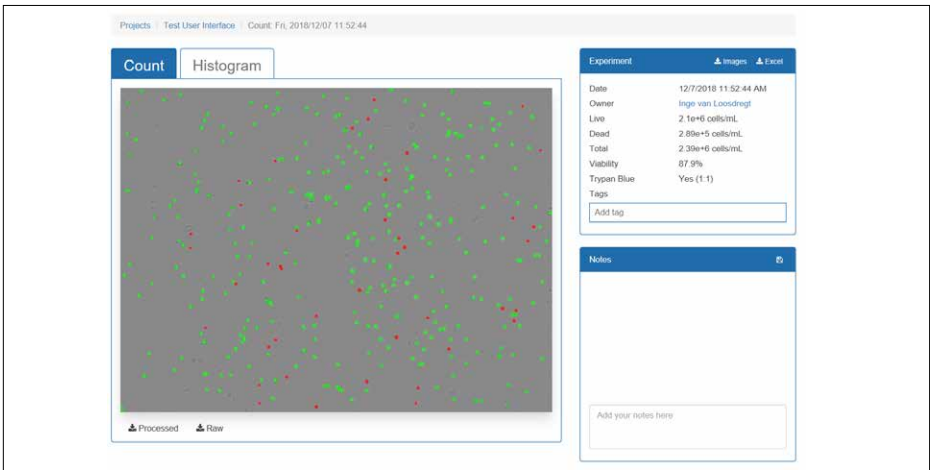 Projects Test User Interface Count: Fri, 2018/12/07 11:52:44
Count Histogram
Processed Raw
Experiment Images Excel
Date 12/7/2018 11:52:44 AM
Owner Inge van Loosdregt
Live 2.1e+6 cells/mL
Dead 2.89e+5 cells/mL
Total 2.39e+6 cells/mL
Viability 87.9%
Trypan Blue Yes (1:1)
Tags
Add tag
Notes
Add your notes here